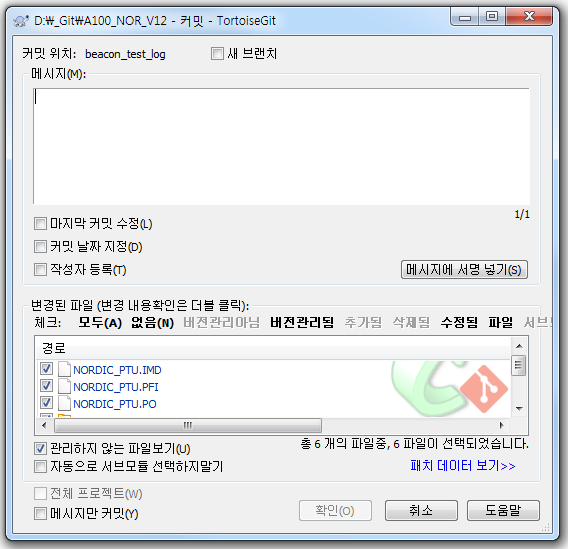 D:\_Git\A100_NOR_V12 - 커밋 - TortoiseGit
커밋 위치: beacon_test_log 새 브랜치
메시지(M):
1/1
마지막 커밋 수정(L)
커밋 날짜 지정(D)
작성자 등록(T)
메시지에 서명 넣기(S)
변경된 파일 (변경 내용확인은 더블 클릭):
체크: 모두(A) 없음(N) 버전관리아님 버전관리됨 추가됨 삭제됨 수정됨 파일 서브모
경로
NORDIC_PTU.IMD
NORDIC_PTU.PFI
NORDIC_PTU.PO
관리하지 않는 파일보기(U)
총 6 개의 파일중, 6 파일이 선택되었습니다.
자동으로 서브모듈 선택하지말기
패치 데이터 보기>>
전체 프로젝트(W)
메시지만 커밋(Y)
확인(O) 취소 도움말